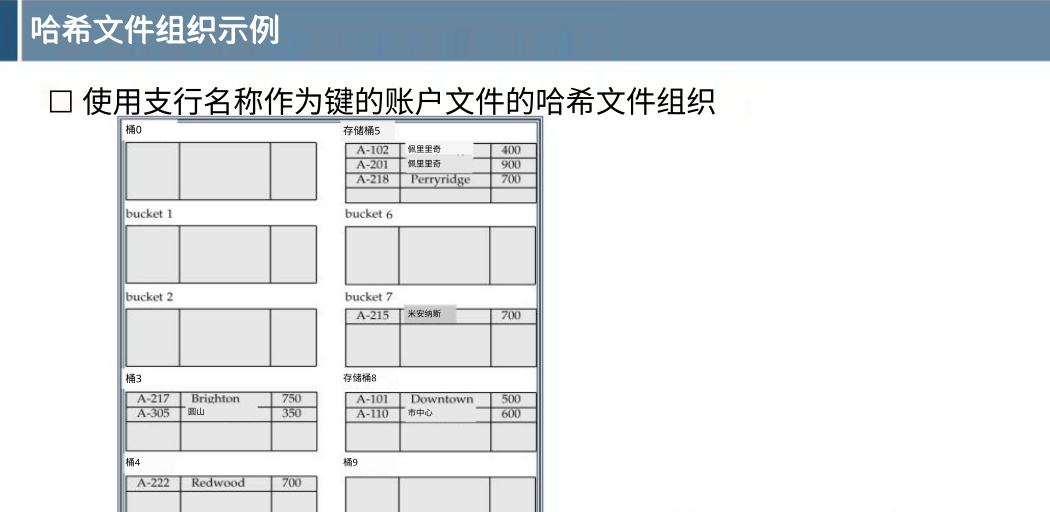 哈希文件组织示例
□ 使用支行名称作为键的账户文件的哈希文件组织
桶0
bucket 1
bucket 2
桶3
A-217 Brighton 750
A-305 圆山 350
桶4
A-222 Redwood 700
存储桶5
A-102 佩里里奇 400
A-201 佩里里奇 900
A-218 Perryridge 700
bucket 6
bucket 7
A-215 米安纳斯 700
存储桶8
A-101 Downtown 500
A-110 市中心 600
桶9